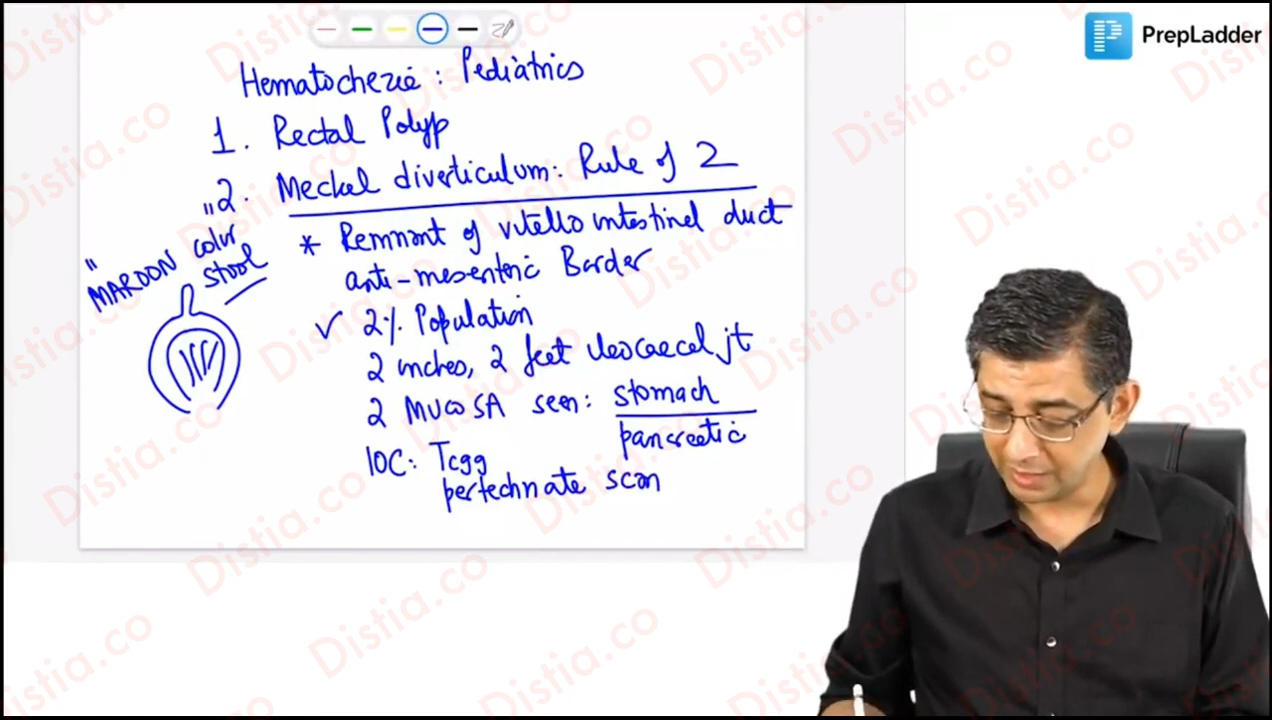 PrepLadder
Hematochezie : Pediatrics
1. Rectal Polyp
"2. Meckel diverticulum: Rule of 2
* Remnant of vitello intestinal duct
anti-mesenteric Border
" MAROON color
stool
✓ 2% Population
2 inches, 2 feet ileocaecal jt
2 MucoSA seen: stomach
pancreatic
IOC: Tc99
pertechnate scan
Distia.co